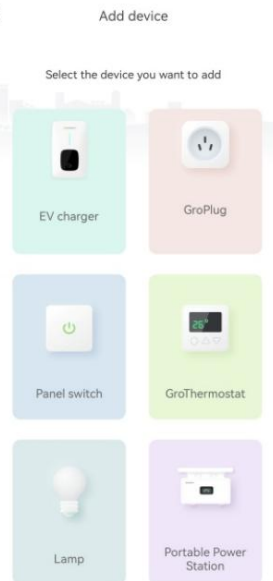 Add device
Select the device you want to add
EV charger
GroPlug
26°
Panel switch
GroThermostat
Lamp
Portable Power
Station